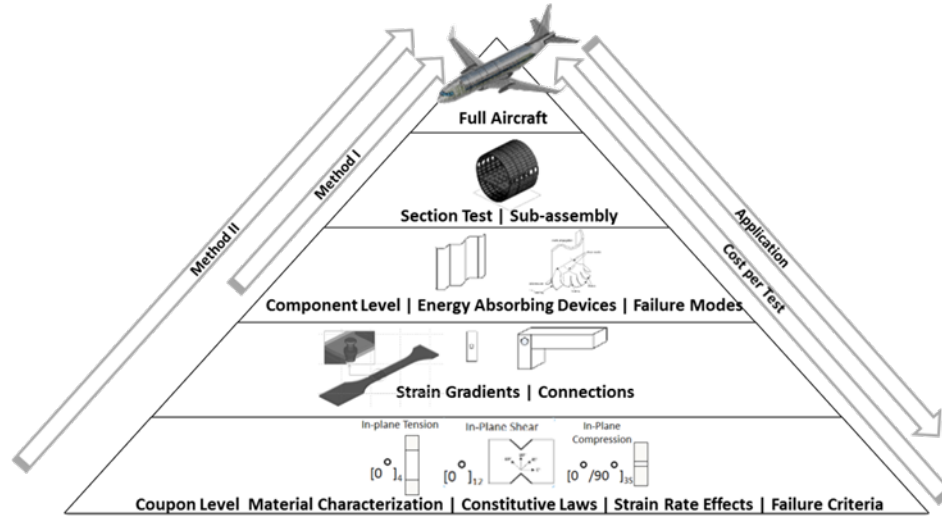 Full Aircraft
Method I
Method II
Application
Cost per Test
Section Test | Sub-assembly
Component Level | Energy Absorbing Devices | Failure Modes
Strain Gradients | Connections
In-plane Tension
In-Plane Shear
In-Plane
Compression
[0°]4
[0°]12
[0°/90°]3S
Coupon Level Material Characterization | Constitutive Laws | Strain Rate Effects | Failure Criteria